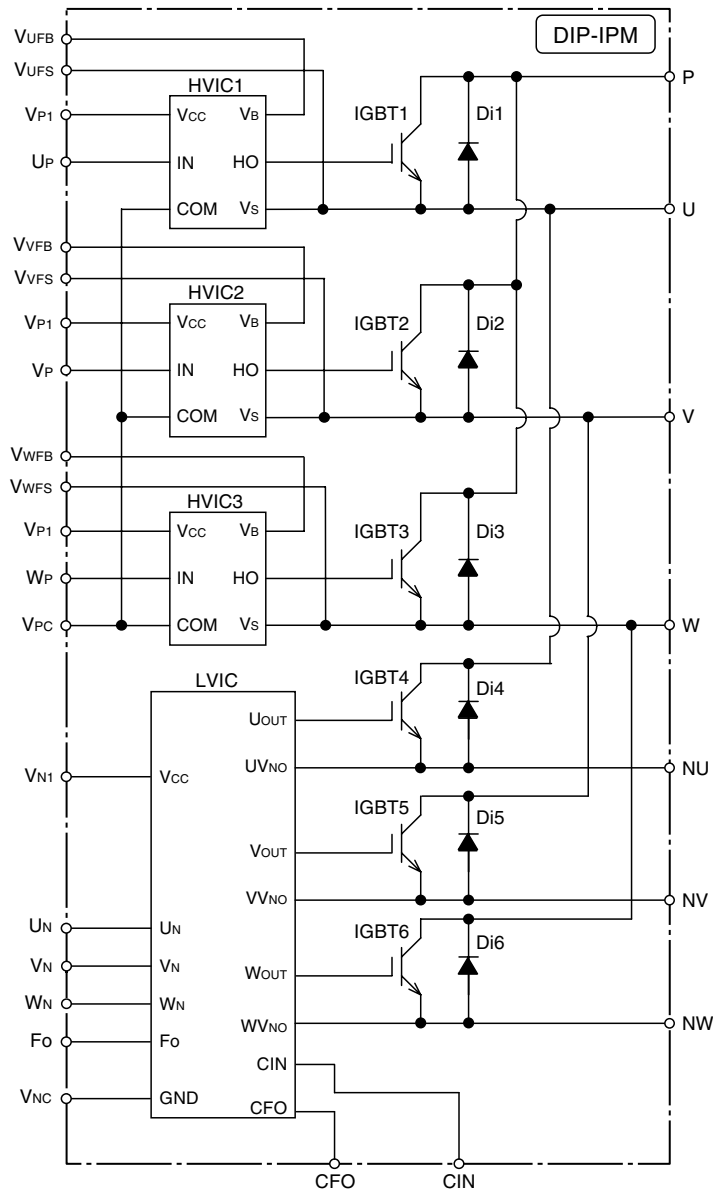 DIP-IPM
VUFB
VUFS
P
HVIC1
IGBT1
Di1
VP1
VCC
VB
UP
IN
HO
COM
VS
U
VVFB
VVFS
HVIC2
IGBT2
Di2
VP1
VCC
VB
VP
IN
HO
COM
VS
V
VWFB
VWFS
HVIC3
IGBT3
Di3
VP1
VCC
VB
WP
IN
HO
VPC
COM
VS
W
LVIC
IGBT4
Di4
UOUT
VN1
VCC
UVNO
NU
IGBT5
Di5
VOUT
VVNO
NV
UN
UN
IGBT6
Di6
VN
VN
WOUT
WN
WN
WVNO
NW
Fo
Fo
CIN
VNC
GND
CFO
CFO
CIN